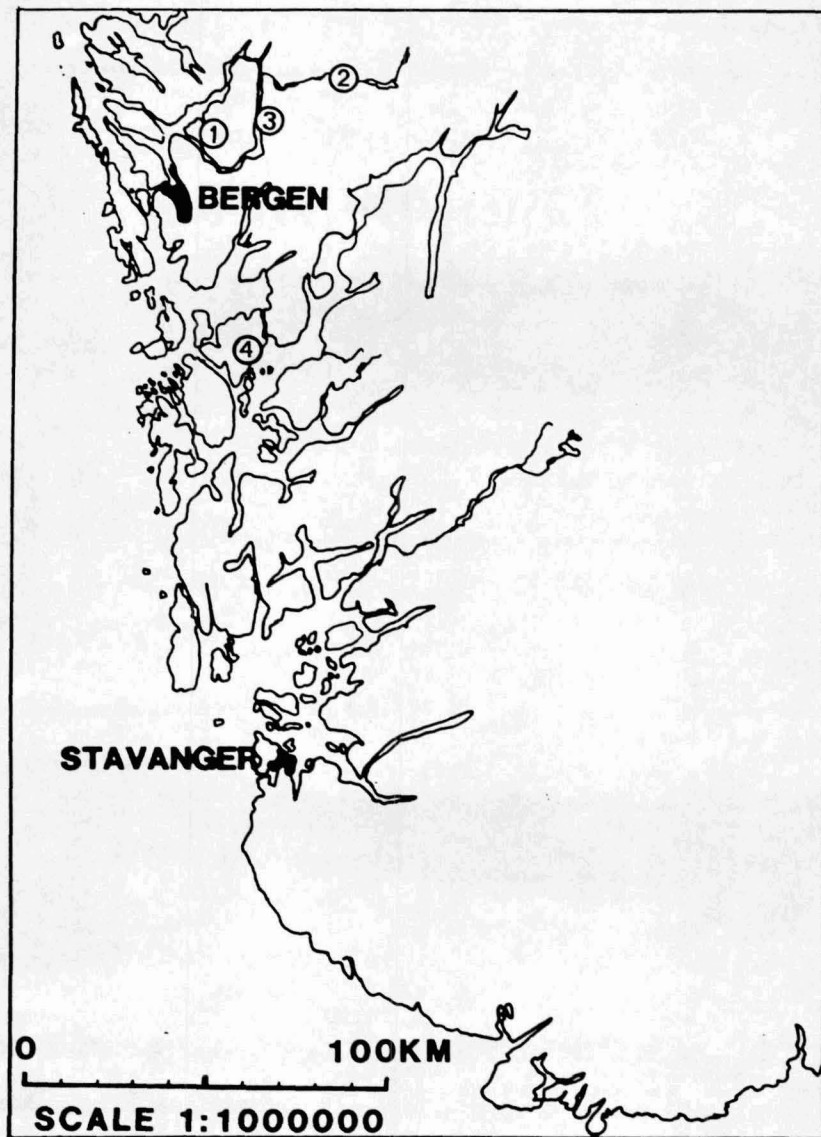 ②
① ③
BERGEN
④
STAVANGER
0 100KM
SCALE 1:1000000